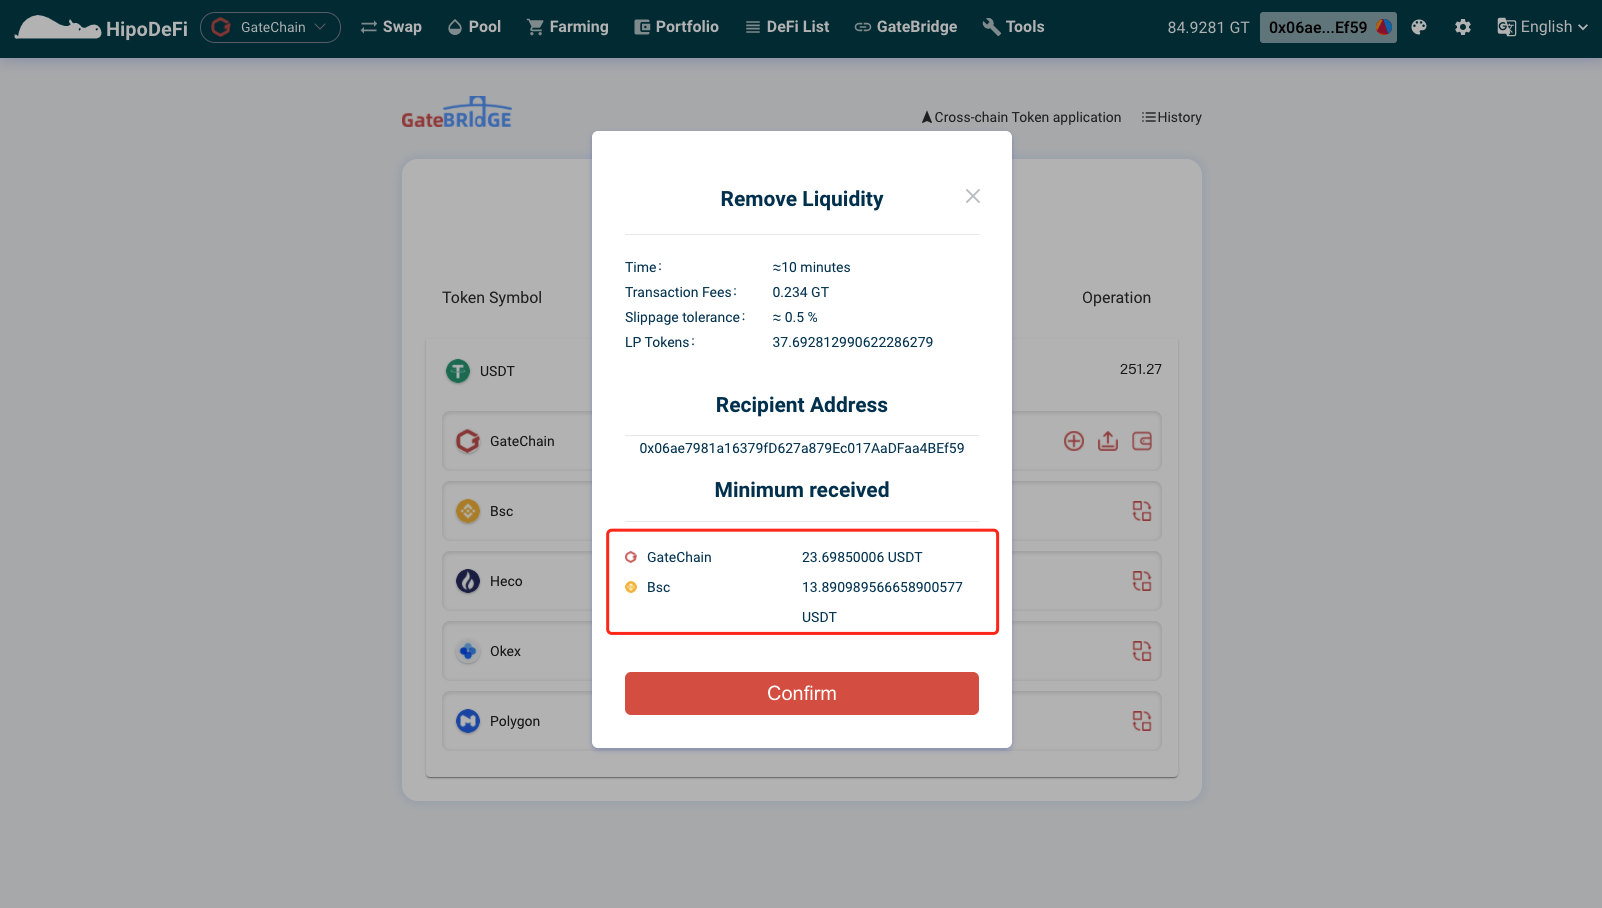 HipoDeFi GateChain Swap Pool Farming Portfolio DeFi List GateBridge Tools 84.9281 GT 0x06ae...Ef59 English
GateBRIdGE
Cross-chain Token application History
Remove Liquidity
Time: ≈10 minutes
Transaction Fees: 0.234 GT
Slippage tolerance: ≈ 0.5 %
LP Tokens: 37.692812990622286279
Recipient Address
0x06ae7981a16379fD627a879Ec017AaDFaa4BEf59
Minimum received
GateChain 23.69850006 USDT
Bsc 13.890989566658900577
USDT
Confirm
Token Symbol Operation
USDT 251.27
GateChain
Bsc
Heco
Okex
Polygon